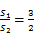 S₁/S₂ = 3/2